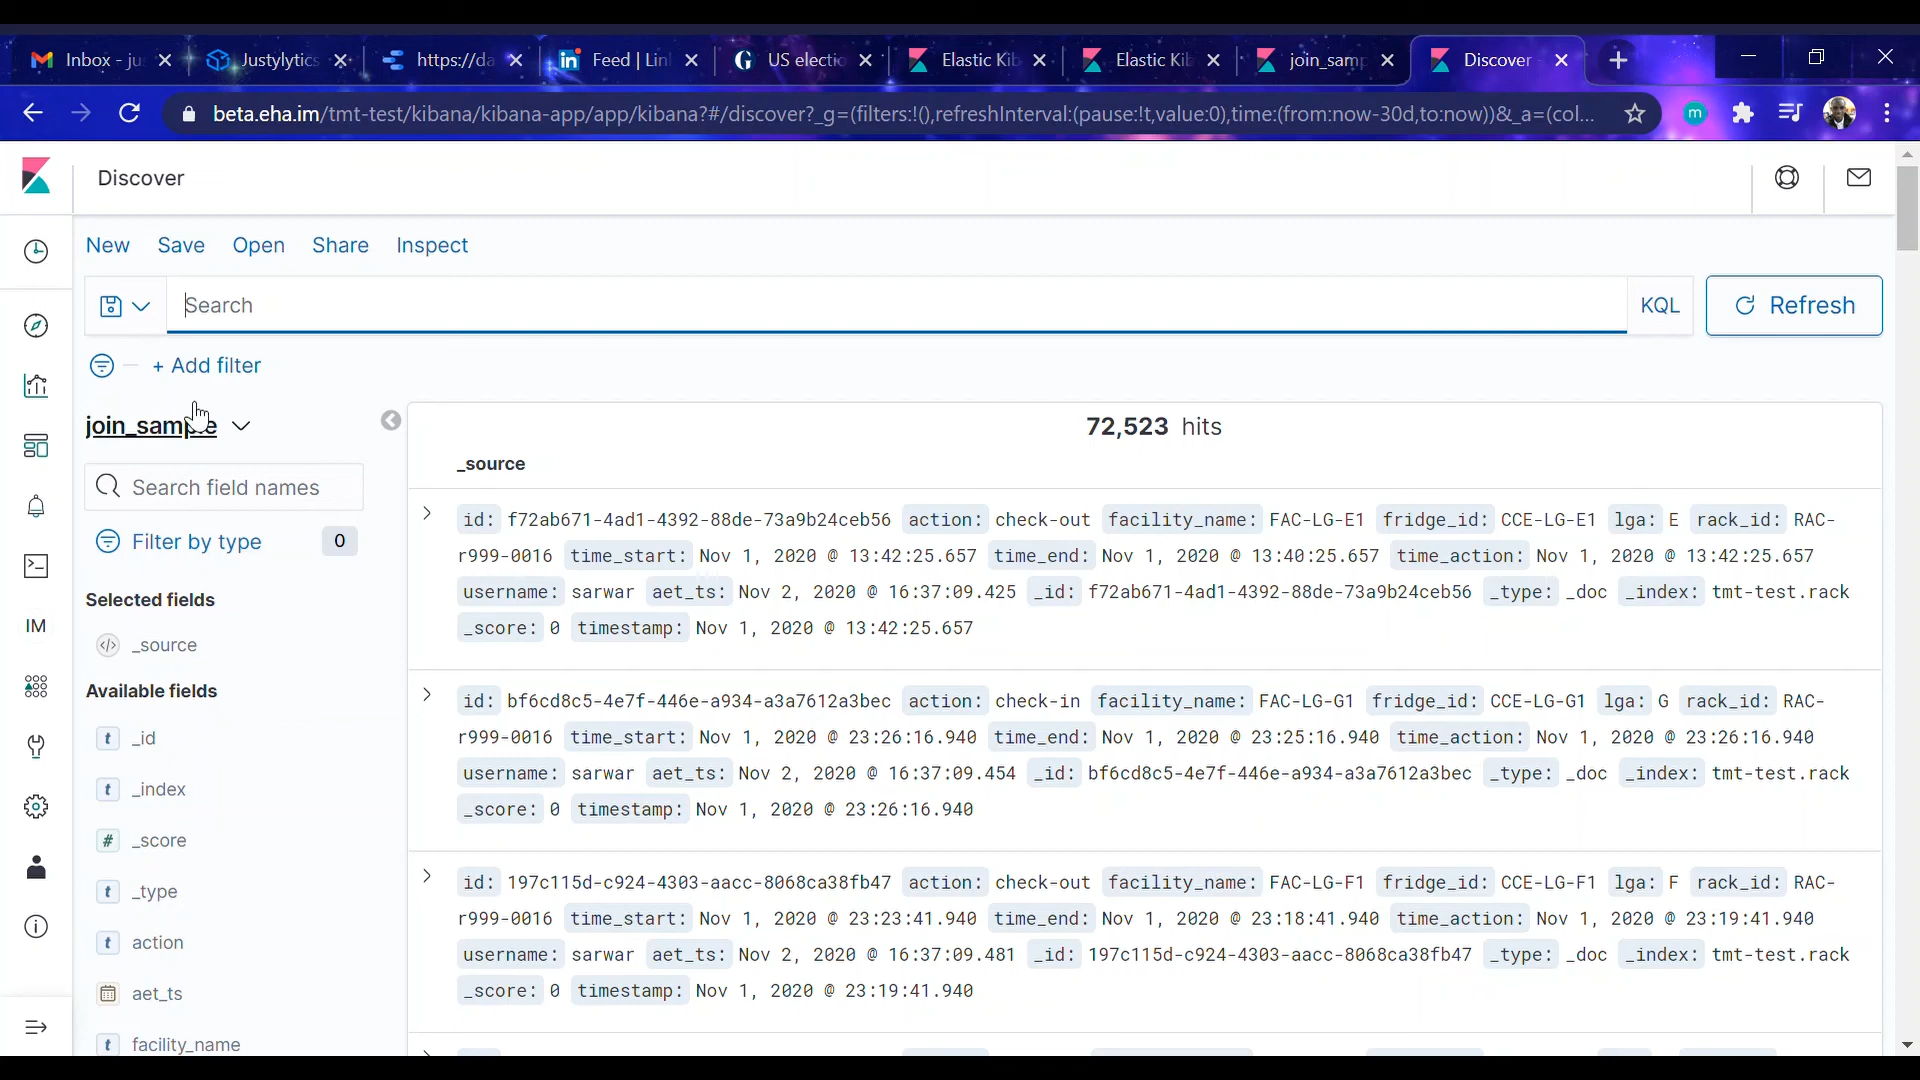 Inbox - ju
Justylytics
https://da
Feed | Lin
US electio
Elastic Kib
Elastic Kib
join_samp
Discover
beta.eha.im/tmt-test/kibana/kibana-app/app/kibana?#/discover?_g=(filters:!(),refreshInterval:(pause:!t,value:0),time:(from:now-30d,to:now))&_a=(col...
m
Discover
New Save Open Share Inspect
Search
KQL
Refresh
+ Add filter
join_sample
Search field names
Filter by type 0
Selected fields
_source
Available fields
t _id
t _index
# _score
t _type
t action
aet_ts
t facility_name
IM
72,523 hits
_source
id: f72ab671-4ad1-4392-88de-73a9b24ceb56 action: check-out facility_name: FAC-LG-E1 fridge_id: CCE-LG-E1 lga: E rack_id: RAC-
r999-0016 time_start: Nov 1, 2020 @ 13:42:25.657 time_end: Nov 1, 2020 @ 13:40:25.657 time_action: Nov 1, 2020 @ 13:42:25.657
username: sarwar aet_ts: Nov 2, 2020 @ 16:37:09.425 _id: f72ab671-4ad1-4392-88de-73a9b24ceb56 _type: _doc _index: tmt-test.rack
_score: 0 timestamp: Nov 1, 2020 @ 13:42:25.657
id: bf6cd8c5-4e7f-446e-a934-a3a7612a3bec action: check-in facility_name: FAC-LG-G1 fridge_id: CCE-LG-G1 lga: G rack_id: RAC-
r999-0016 time_start: Nov 1, 2020 @ 23:26:16.940 time_end: Nov 1, 2020 @ 23:25:16.940 time_action: Nov 1, 2020 @ 23:26:16.940
username: sarwar aet_ts: Nov 2, 2020 @ 16:37:09.454 _id: bf6cd8c5-4e7f-446e-a934-a3a7612a3bec _type: _doc _index: tmt-test.rack
_score: 0 timestamp: Nov 1, 2020 @ 23:26:16.940
id: 197c115d-c924-4303-aacc-8068ca38fb47 action: check-out facility_name: FAC-LG-F1 fridge_id: CCE-LG-F1 lga: F rack_id: RAC-
r999-0016 time_start: Nov 1, 2020 @ 23:23:41.940 time_end: Nov 1, 2020 @ 23:18:41.940 time_action: Nov 1, 2020 @ 23:19:41.940
username: sarwar aet_ts: Nov 2, 2020 @ 16:37:09.481 _id: 197c115d-c924-4303-aacc-8068ca38fb47 _type: _doc _index: tmt-test.rack
_score: 0 timestamp: Nov 1, 2020 @ 23:19:41.940